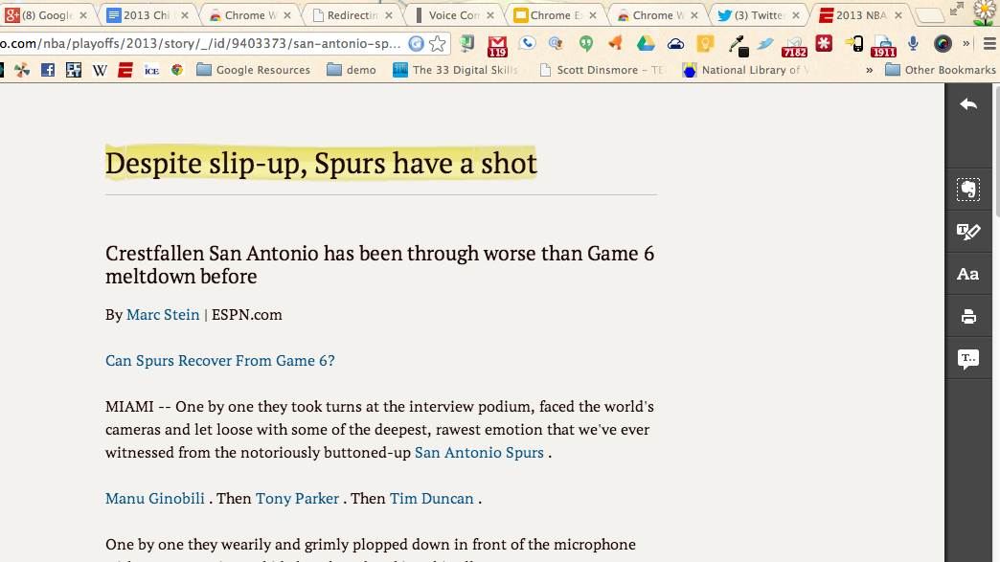 (8) Google
2013 Chi
Chrome W
Redirectin
Voice Com
Chrome Ex
Chrome W
(3) Twitter
2013 NBA
o.com/nba/playoffs/2013/story/_/id/9403373/san-antonio-sp...
119
7182
1911
»
W
ICE
Google Resources
demo
The 33 Digital Skills
Scott Dinsmore – TE
National Library of V
»
Other Bookmarks
Despite slip-up, Spurs have a shot
Crestfallen San Antonio has been through worse than Game 6
meltdown before
By Marc Stein | ESPN.com
Can Spurs Recover From Game 6?
MIAMI -- One by one they took turns at the interview podium, faced the world's
cameras and let loose with some of the deepest, rawest emotion that we've ever
witnessed from the notoriously buttoned-up San Antonio Spurs .
Manu Ginobili . Then Tony Parker . Then Tim Duncan .
One by one they wearily and grimly plopped down in front of the microphone
T
Aa
T..